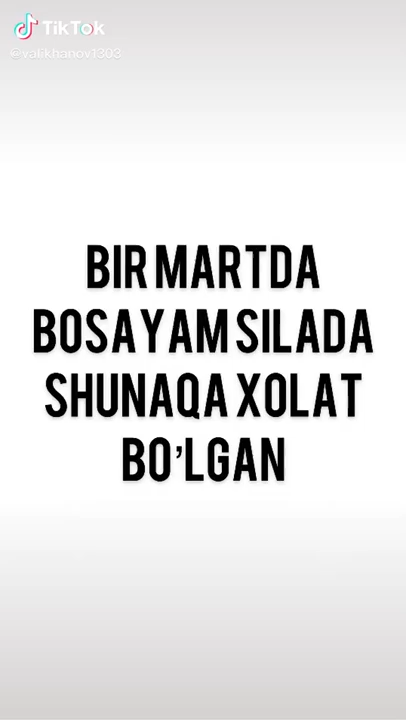 TikTok
@valikhanov1303
BIR MARTDA
BOSAYAM SILADA
SHUNAQA XOLAT
BO'LGAN